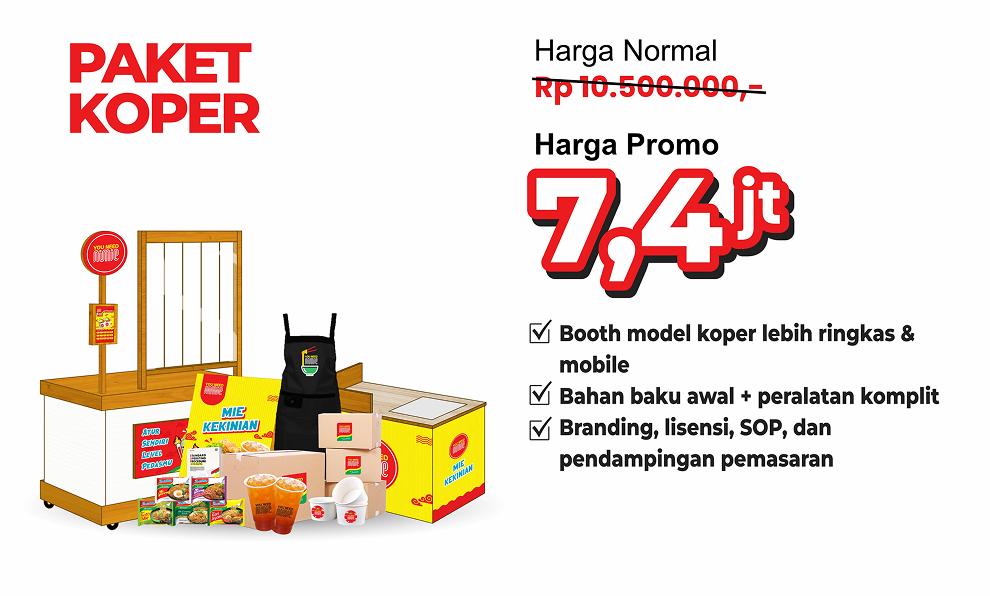 PAKET
KOPER
Harga Normal
Rp 10.500.000,-
Harga Promo
7,4 jt
Booth model koper lebih ringkas &
mobile
Bahan baku awal + peralatan komplit
Branding, lisensi, SOP, dan
pendampingan pemasaran
YOU NEED
ATUR
SENDIRI
LEVEL
PEDASMU
YOU NEED
MIE
KEKINIAN
MIE
KEKINIAN